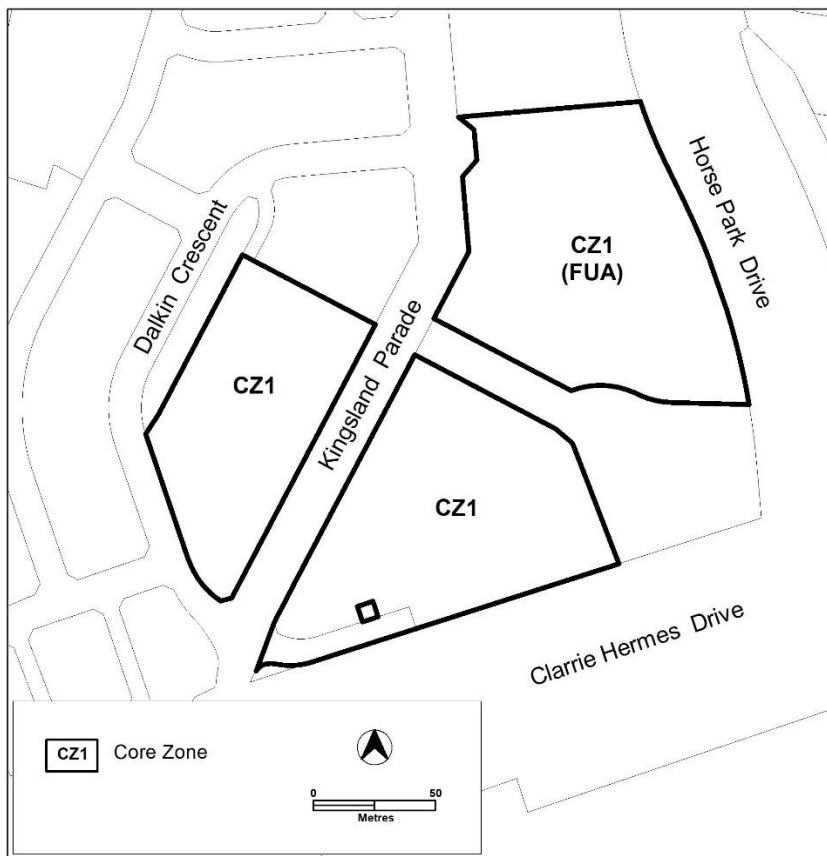 Horse Park Drive
CZ1
(FUA)
Dalkin Crescent
CZ1
Kingsland Parade
CZ1
Clarrie Hermes Drive
CZ1 Core Zone
0 50
Metres